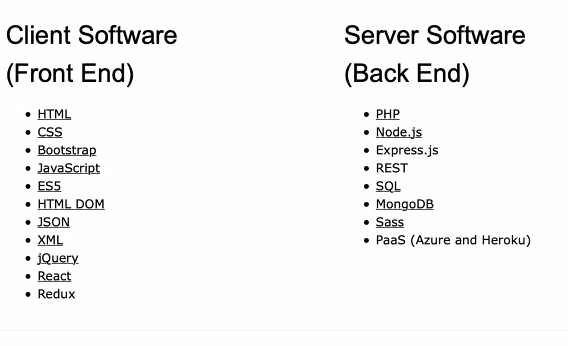 Client Software
(Front End)
HTML
CSS
Bootstrap
JavaScript
ES5
HTML DOM
JSON
XML
jQuery
React
Redux
Server Software
(Back End)
PHP
Node.js
Express.js
REST
SQL
MongoDB
Sass
PaaS (Azure and Heroku)